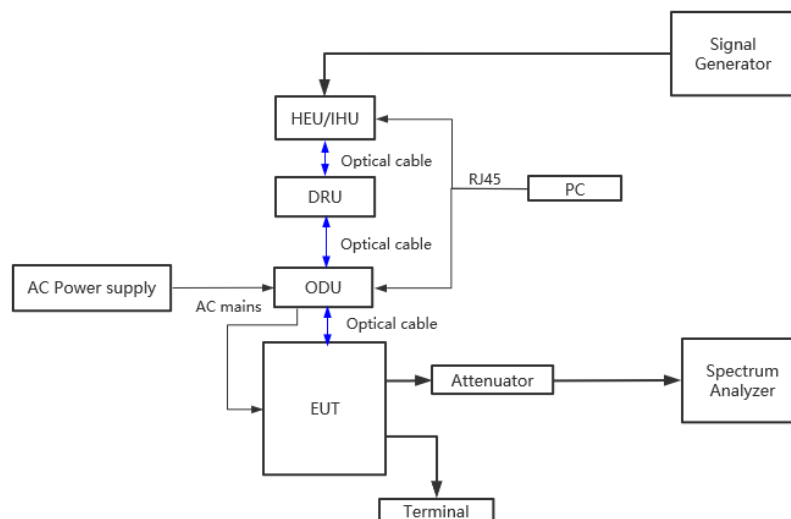 Signal
Generator
HEU/IHU
Optical cable
RJ45
PC
DRU
Optical cable
AC Power supply
AC mains
ODU
Optical cable
EUT
Attenuator
Spectrum
Analyzer
Terminal